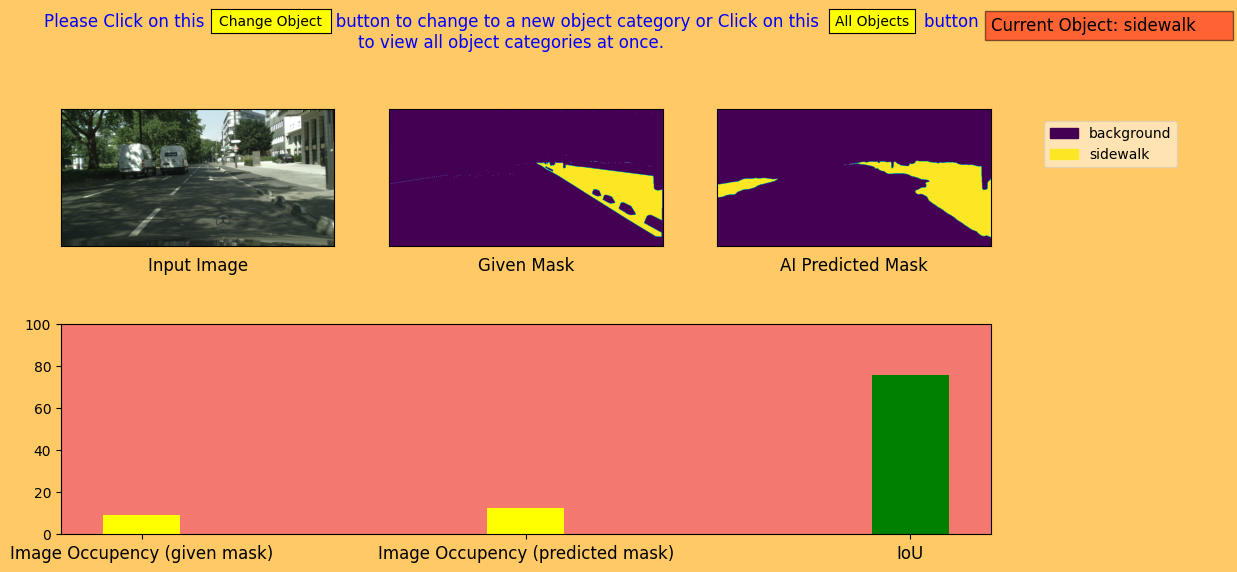 Please Click on this Change Object button to change to a new object category or Click on this All Objects button
to view all object categories at once.
Current Object: sidewalk
background
sidewalk
Input Image
Given Mask
AI Predicted Mask
100
80
60
40
20
0
Image Occupancy (given mask)
Image Occupancy (predicted mask)
IoU